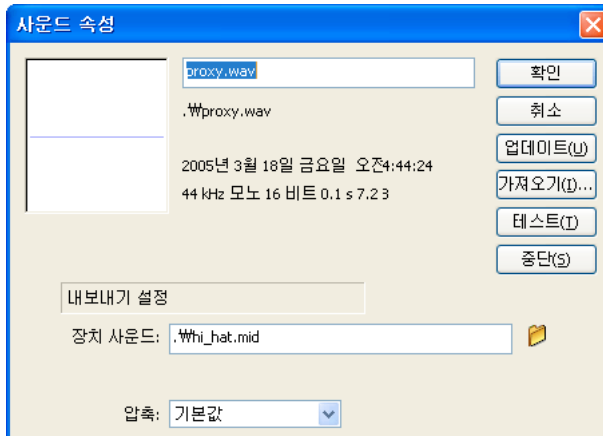 사운드 속성
proxy.wav
확인
.₩proxy.wav
취소
업데이트(U)
2005년 3월 18일 금요일 오전4:44:24
가져오기(I)...
44 kHz 모노 16 비트 0.1 s 7.2 3
테스트(T)
중단(S)
내보내기 설정
장치 사운드: .₩hi_hat.mid
압축: 기본값